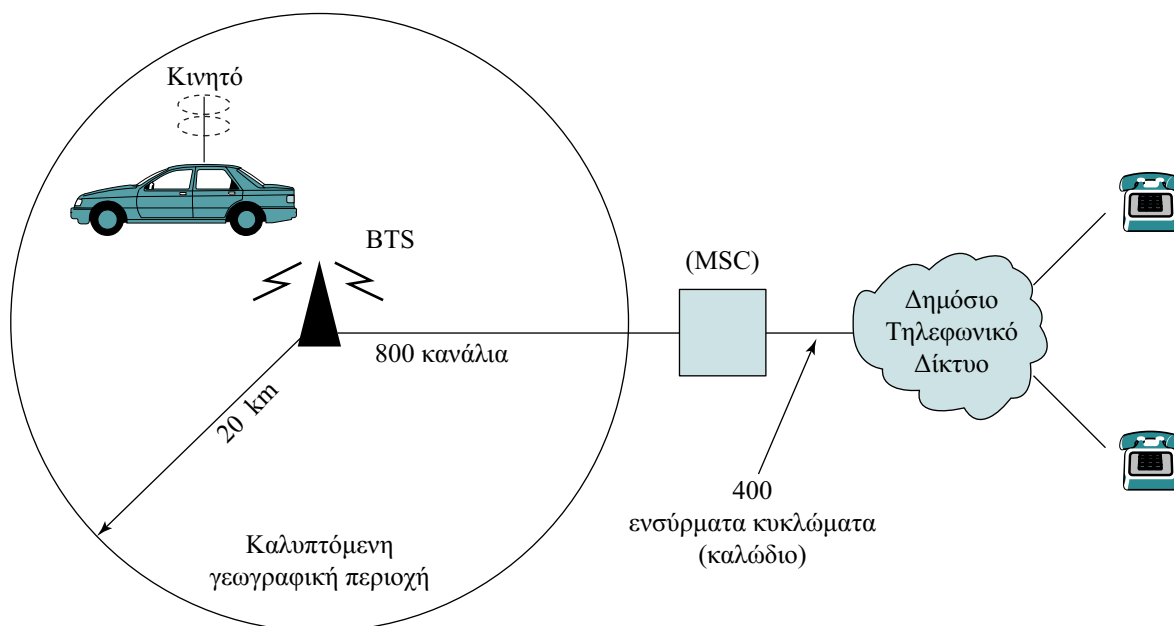 Κινητό
BTS
(MSC)
Δημόσιο
Τηλεφωνικό
Δίκτυο
800 κανάλια
20 km
400
ενσύρματα κυκλώματα
(καλώδιο)
Καλυπτόμενη
γεωγραφική περιοχή